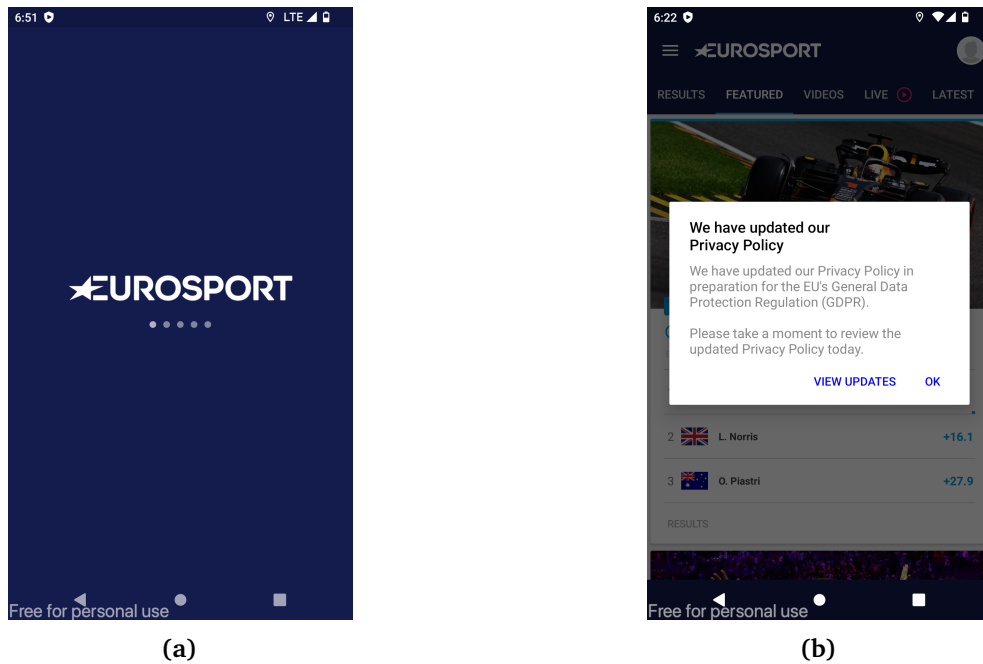 6:51
LTE
EUROSPORT
Free for personal use
(a)
6:22
EUROSPORT
RESULTS FEATURED VIDEOS LIVE LATEST
We have updated our
Privacy Policy
We have updated our Privacy Policy in
preparation for the EU's General Data
Protection Regulation (GDPR).
Please take a moment to review the
updated Privacy Policy today.
VIEW UPDATES OK
2 L. Norris +16.1
3 O. Piastri +27.9
RESULTS
Free for personal use
(b)